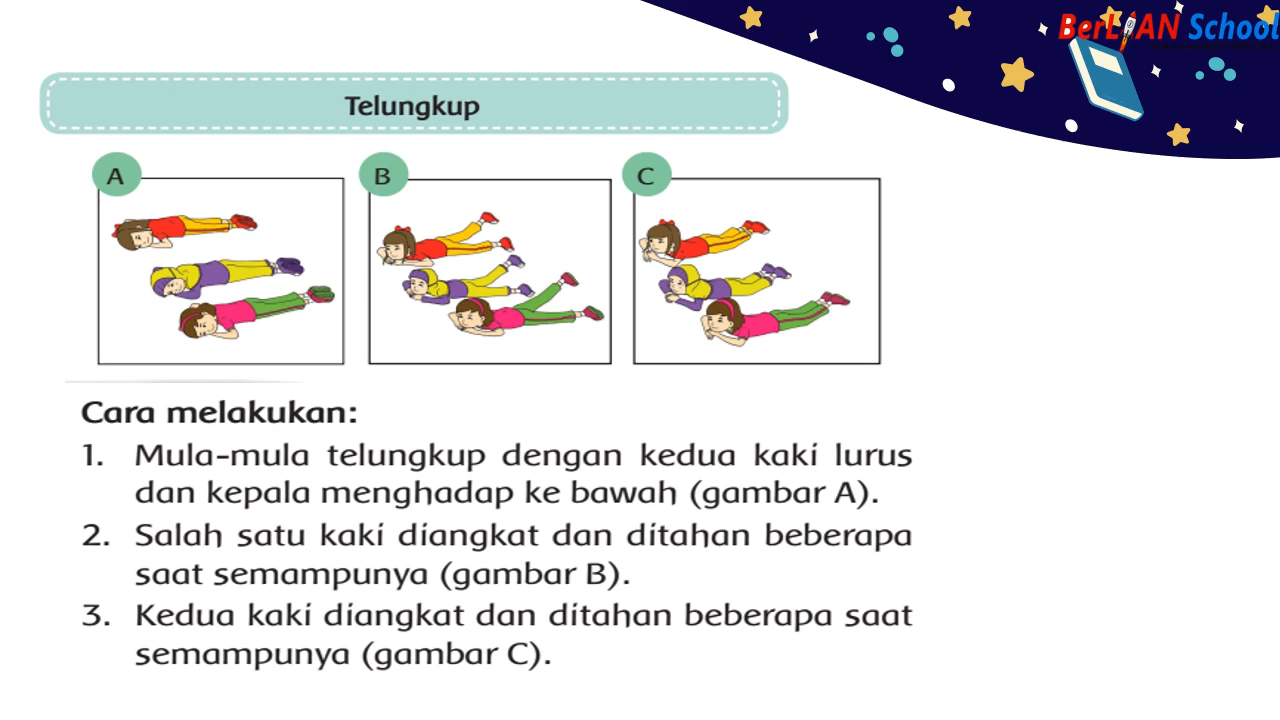 BerLiAN School
Telungkup
A
B
C
Cara melakukan:
1. Mula-mula telungkup dengan kedua kaki lurus
dan kepala menghadap ke bawah (gambar A).
2. Salah satu kaki diangkat dan ditahan beberapa
saat semampunya (gambar B).
3. Kedua kaki diangkat dan ditahan beberapa saat
semampunya (gambar C).